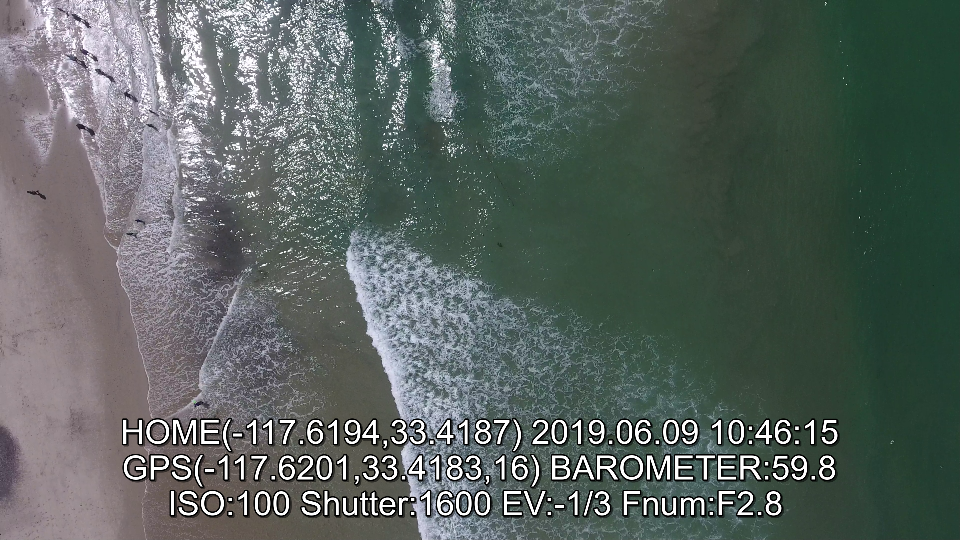 HOME(-117.6194,33.4187) 2019.06.09 10:46:15
GPS(-117.6201,33.4183,16) BAROMETER:59.8
ISO:100 Shutter:1600 EV:-1/3 Fnum:F2.8